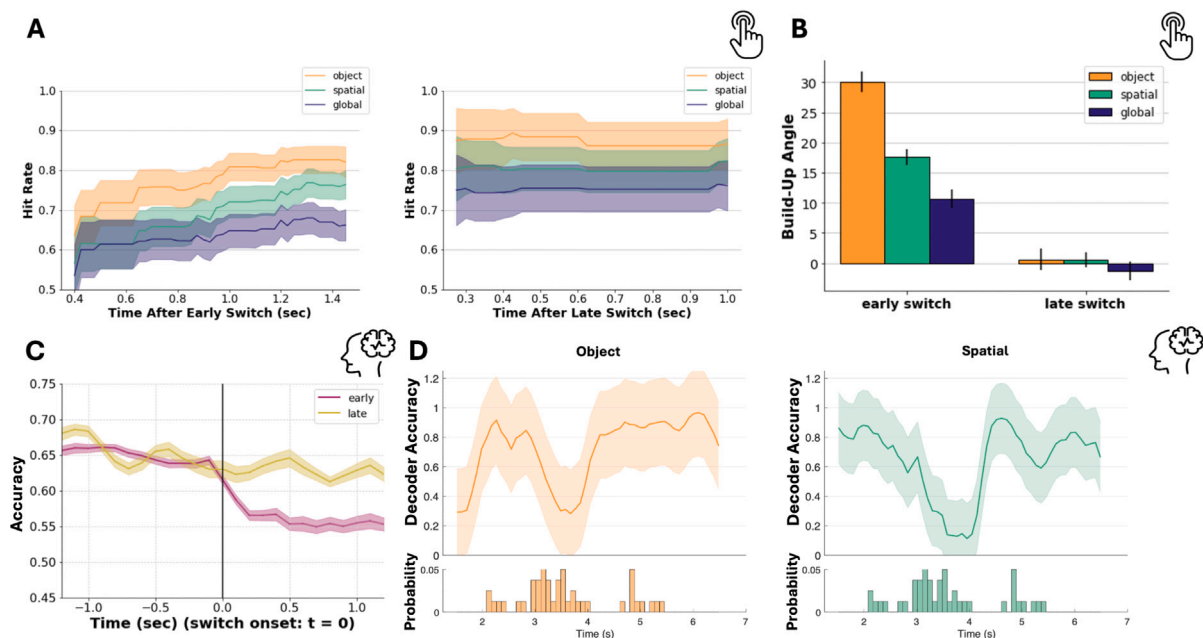 A
object
spatial
global
1.0
0.9
0.8
0.7
0.6
0.5
Hit Rate
0.4 0.6 0.8 1.0 1.2 1.4
Time After Early Switch (sec)
object
spatial
global
1.0
0.9
0.8
0.7
0.6
0.5
Hit Rate
0.3 0.4 0.5 0.6 0.7 0.8 0.9 1.0
Time After Late Switch (sec)
B
object
spatial
global
30
25
20
15
10
5
0
Build-Up Angle
early switch late switch
C
early
late
0.75
0.70
0.65
0.60
0.55
0.50
0.45
Accuracy
−1.0 −0.5 0.0 0.5 1.0
Time (sec) (switch onset: t = 0)
D
Object
1.2
1
0.8
0.6
0.4
0.2
0
Decoder Accuracy
0.05
0
Probability
2 3 4 5 6 7
Time (s)
Spatial
1.2
1
0.8
0.6
0.4
0.2
0
Decoder Accuracy
0.05
0
Probability
2 3 4 5 6 7
Time (s)